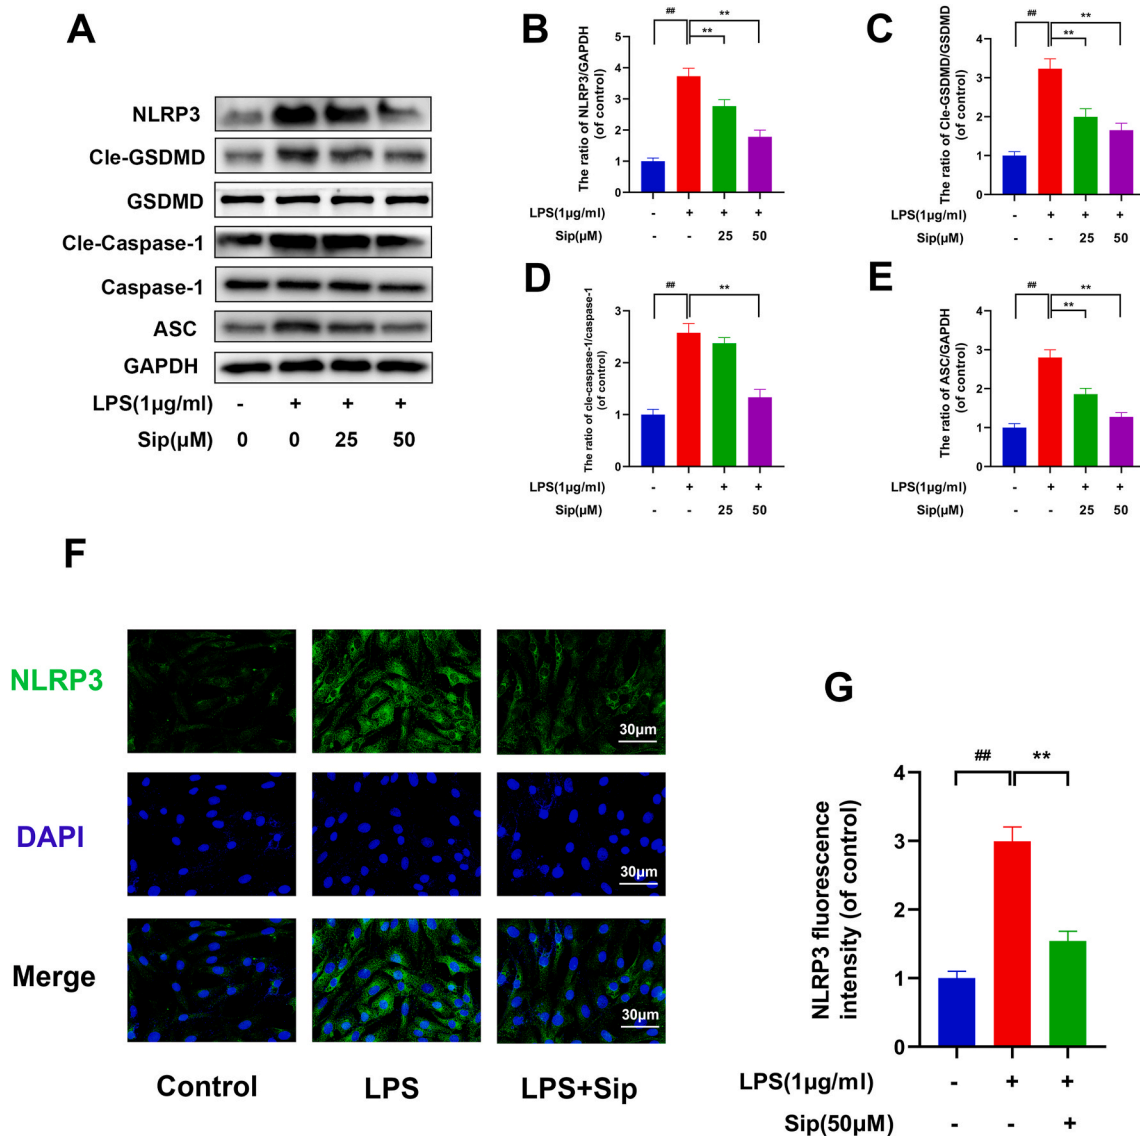 A
NLRP3
Cle-GSDMD
GSDMD
Cle-Caspase-1
Caspase-1
ASC
GAPDH
LPS(1μg/ml) - + + +
Sip(μM) 0 0 25 50
B
The ratio of NLRP3/GAPDH
(of control)
5
4
3
2
1
0
## ** **
LPS(1μg/ml) - + + +
Sip(μM) - - 25 50
C
The ratio of Cle-GSDMD/GSDMD
(of control)
4
3
2
1
0
## ** **
LPS(1μg/ml) - + + +
Sip(μM) - - 25 50
D
The ratio of cle-caspase-1/caspase-1
(of control)
3
2
1
0
## **
LPS(1μg/ml) - + + +
Sip(μM) - - 25 50
E
The ratio of ASC/GAPDH
(of control)
4
3
2
1
0
## ** **
LPS(1μg/ml) - + + +
Sip(μM) - - 25 50
F
NLRP3
30μm
30μm
DAPI
30μm
30μm
Merge
30μm
30μm
Control LPS LPS+Sip
G
NLRP3 fluorescence
intensity (of control)
4
3
2
1
0
## **
LPS(1μg/ml) - + +
Sip(50μM) - - +